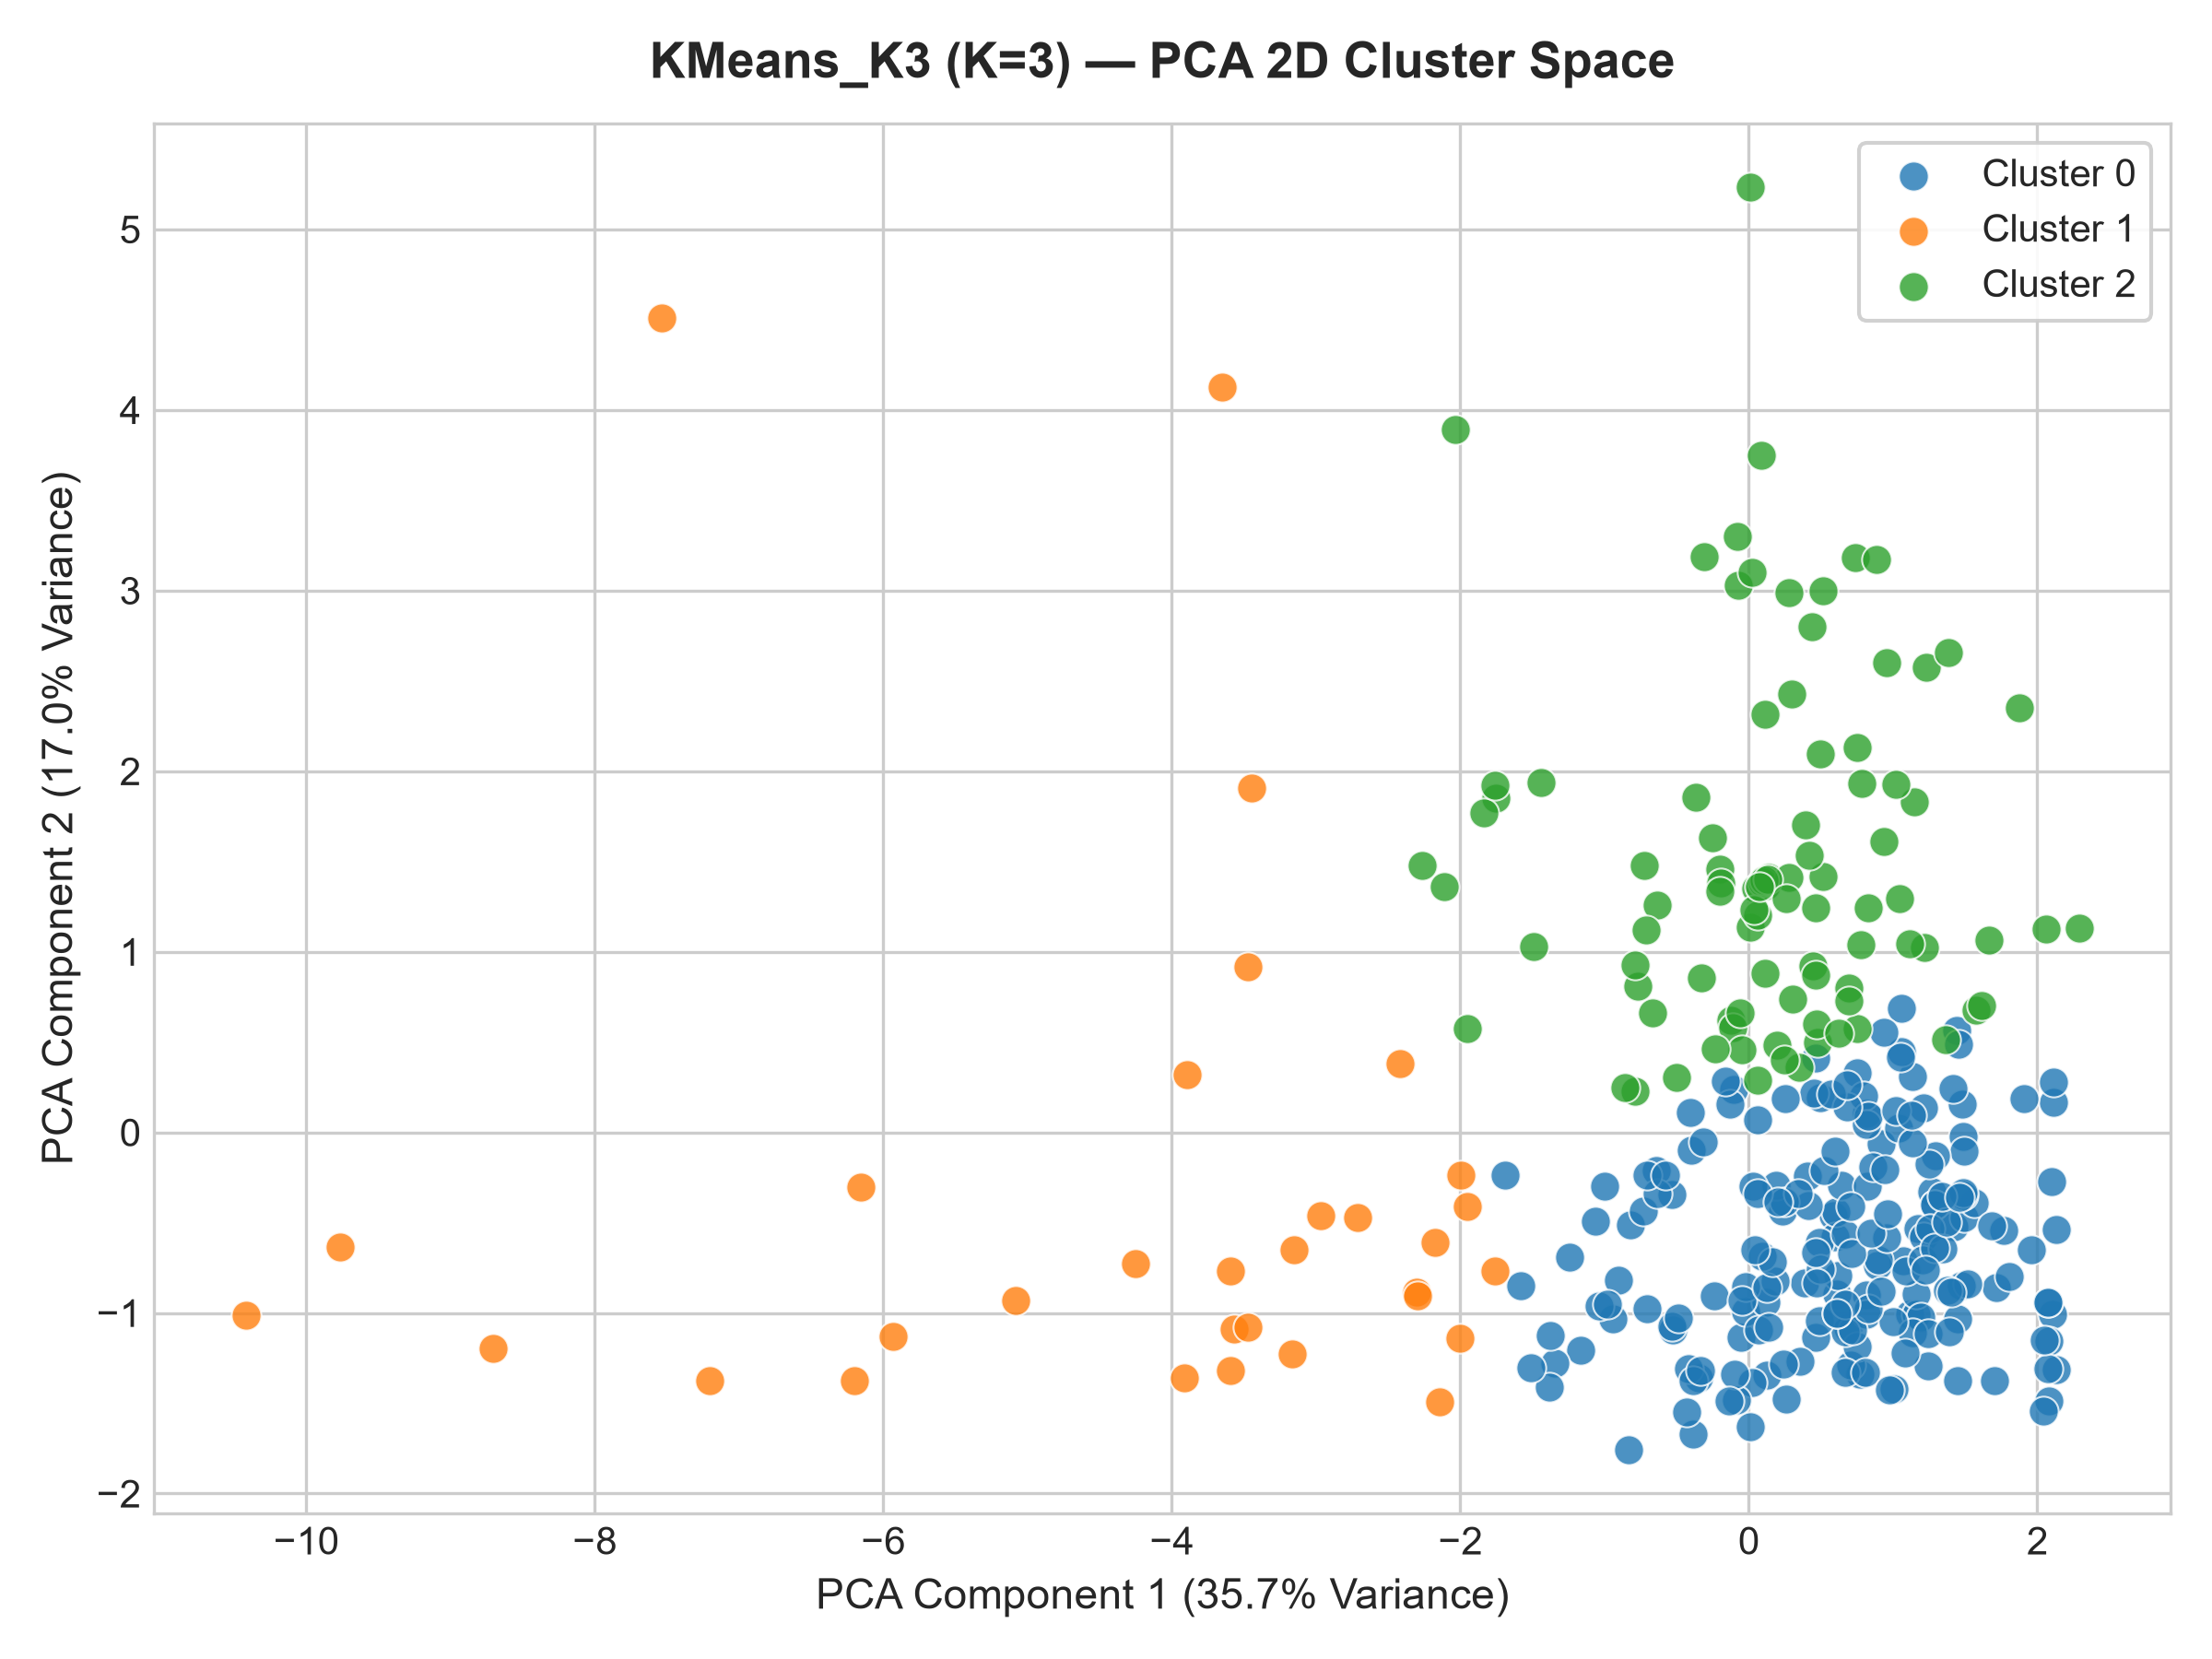 KMeans_K3 (K=3) — PCA 2D Cluster Space
Cluster 0
Cluster 1
Cluster 2
PCA Component 2 (17.0% Variance)
5
4
3
2
1
0
−1
−2
−10 −8 −6 −4 −2 0 2
PCA Component 1 (35.7% Variance)